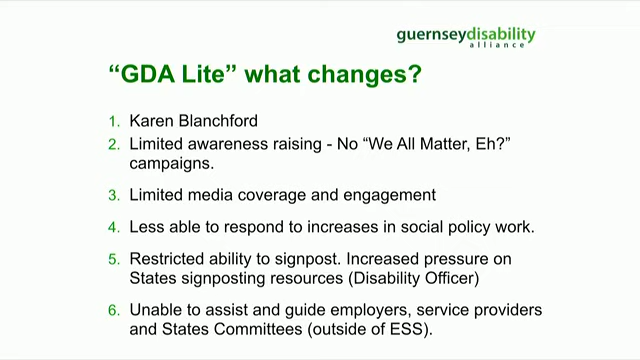 guernseydisability
alliance
“GDA Lite” what changes?
1. Karen Blanchford
2. Limited awareness raising - No “We All Matter, Eh?”
campaigns.
3. Limited media coverage and engagement
4. Less able to respond to increases in social policy work.
5. Restricted ability to signpost. Increased pressure on
States signposting resources (Disability Officer)
6. Unable to assist and guide employers, service providers
and States Committees (outside of ESS).